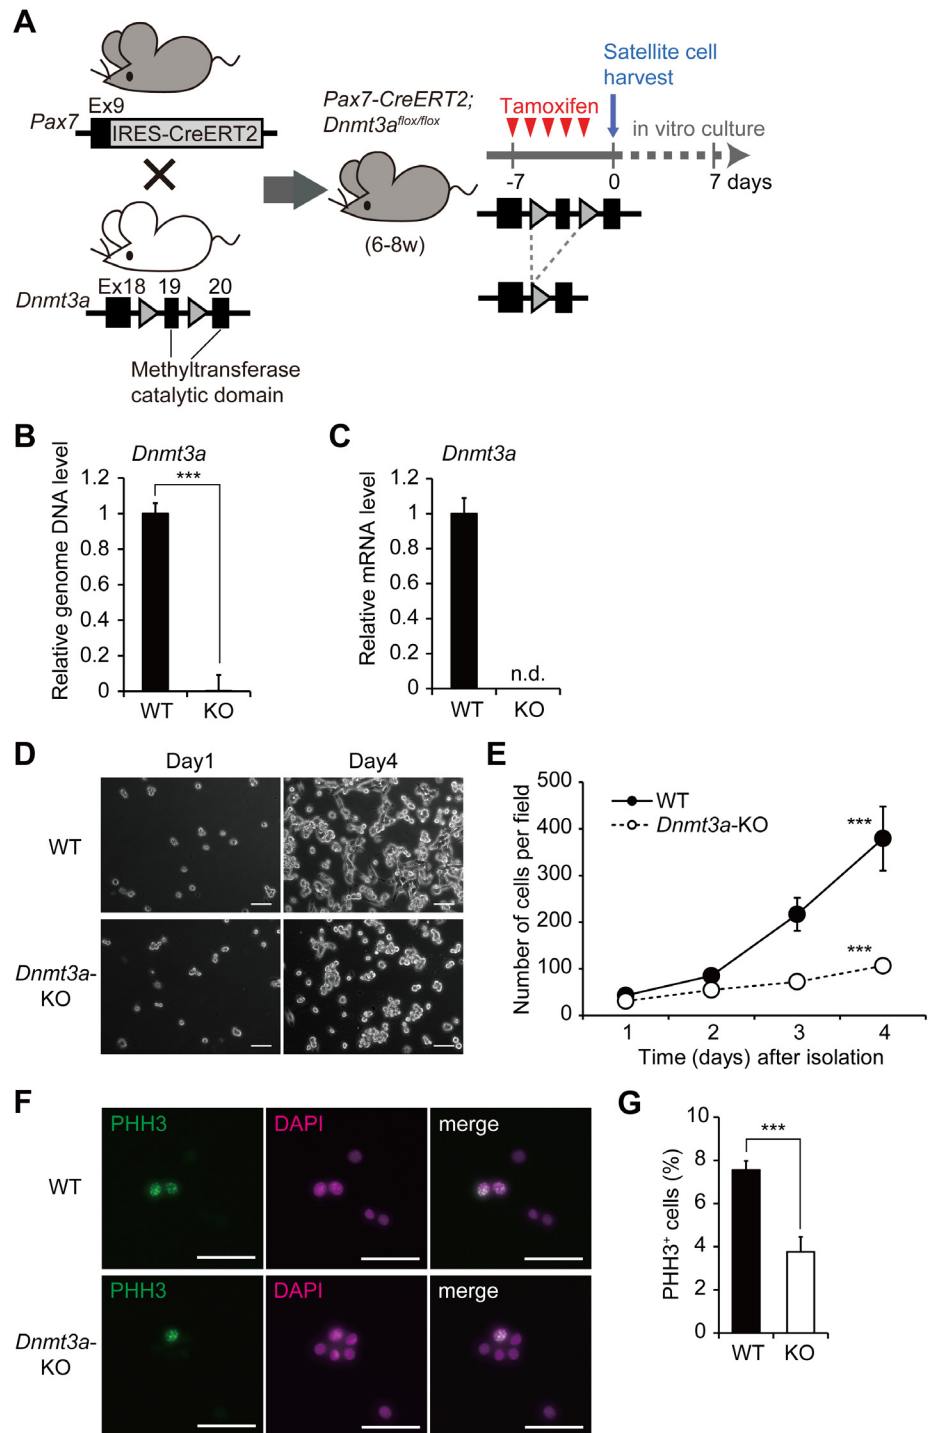 A
Ex9
Pax7
IRES-CreERT2
Ex18 19 20
Dnmt3a
Methyltransferase
catalytic domain
Pax7-CreERT2;
Dnmt3aflox/flox
(6-8w)
Satellite cell
harvest
Tamoxifen
in vitro culture
-7 0 7 days
B
Dnmt3a
Relative genome DNA level
1.2
1
0.8
0.6
0.4
0.2
0
***
WT KO
C
Dnmt3a
Relative mRNA level
1.2
1
0.8
0.6
0.4
0.2
0
n.d.
WT KO
D
Day1 Day4
WT
Dnmt3a-
KO
E
Number of cells per field
500
400
300
200
100
0
WT
Dnmt3a-KO
***
***
1 2 3 4
Time (days) after isolation
F
PHH3 DAPI merge
WT
PHH3 DAPI merge
Dnmt3a-
KO
G
PHH3+ cells (%)
10
8
6
4
2
0
***
WT KO